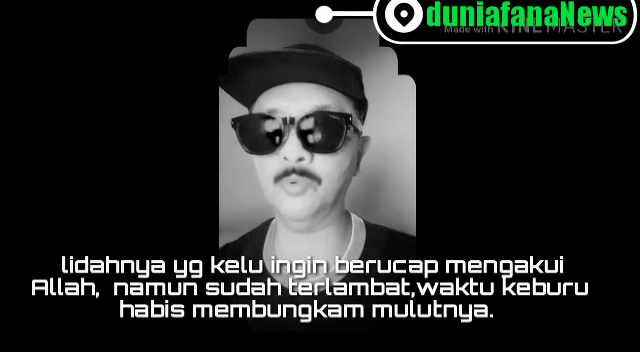 duniafanaNews
Made with KINEMASTER
lidahnya yg kelu ingin berucap mengakui
Allah,  namun sudah terlambat,waktu keburu
habis membungkam mulutnya.